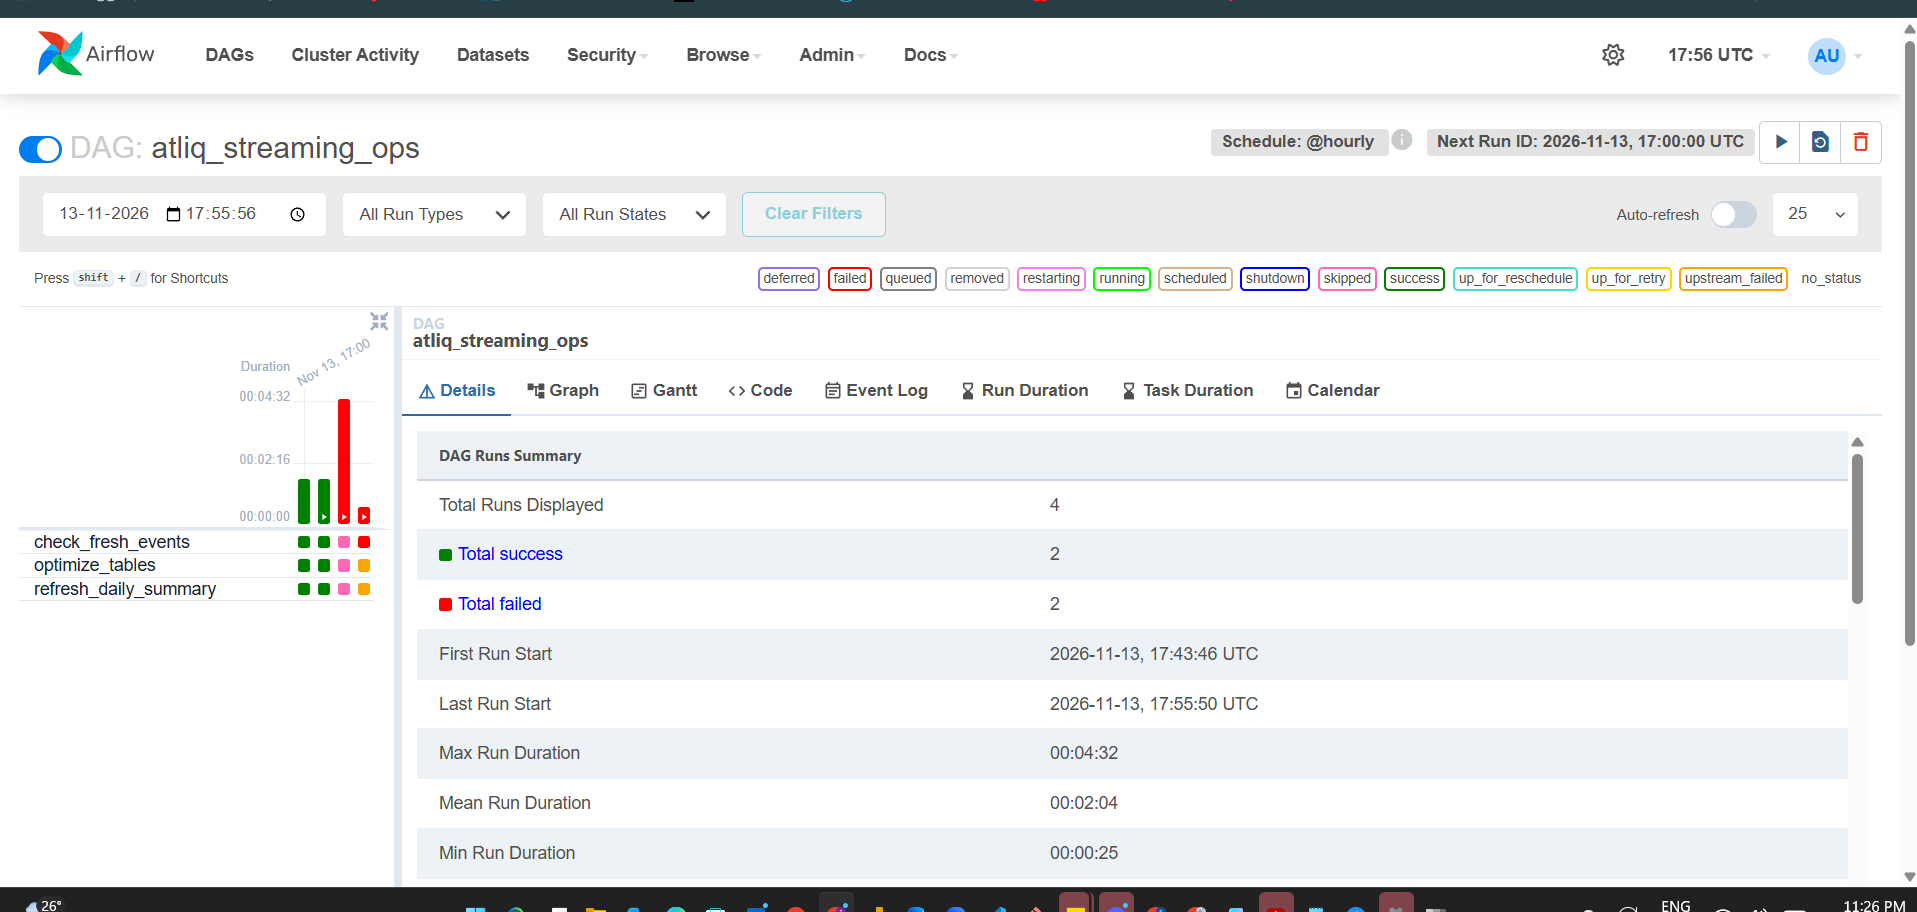 Airflow DAGs Cluster Activity Datasets Security Browse Admin Docs 17:56 UTC AU
DAG: atliq_streaming_ops
Schedule: @hourly Next Run ID: 2026-11-13, 17:00:00 UTC
13-11-2026 17:55:56 All Run Types All Run States Clear Filters Auto-refresh 25
Press shift + / for Shortcuts
deferred failed queued removed restarting running scheduled shutdown skipped success up_for_reschedule up_for_retry upstream_failed no_status
Nov 13, 17:00
Duration
00:04:32
00:02:16
00:00:00
check_fresh_events
optimize_tables
refresh_daily_summary
DAG
atliq_streaming_ops
Details Graph Gantt Code Event Log Run Duration Task Duration Calendar
DAG Runs Summary
Total Runs Displayed 4
Total success 2
Total failed 2
First Run Start 2026-11-13, 17:43:46 UTC
Last Run Start 2026-11-13, 17:55:50 UTC
Max Run Duration 00:04:32
Mean Run Duration 00:02:04
Min Run Duration 00:00:25
26°
ENG
11:26 PM